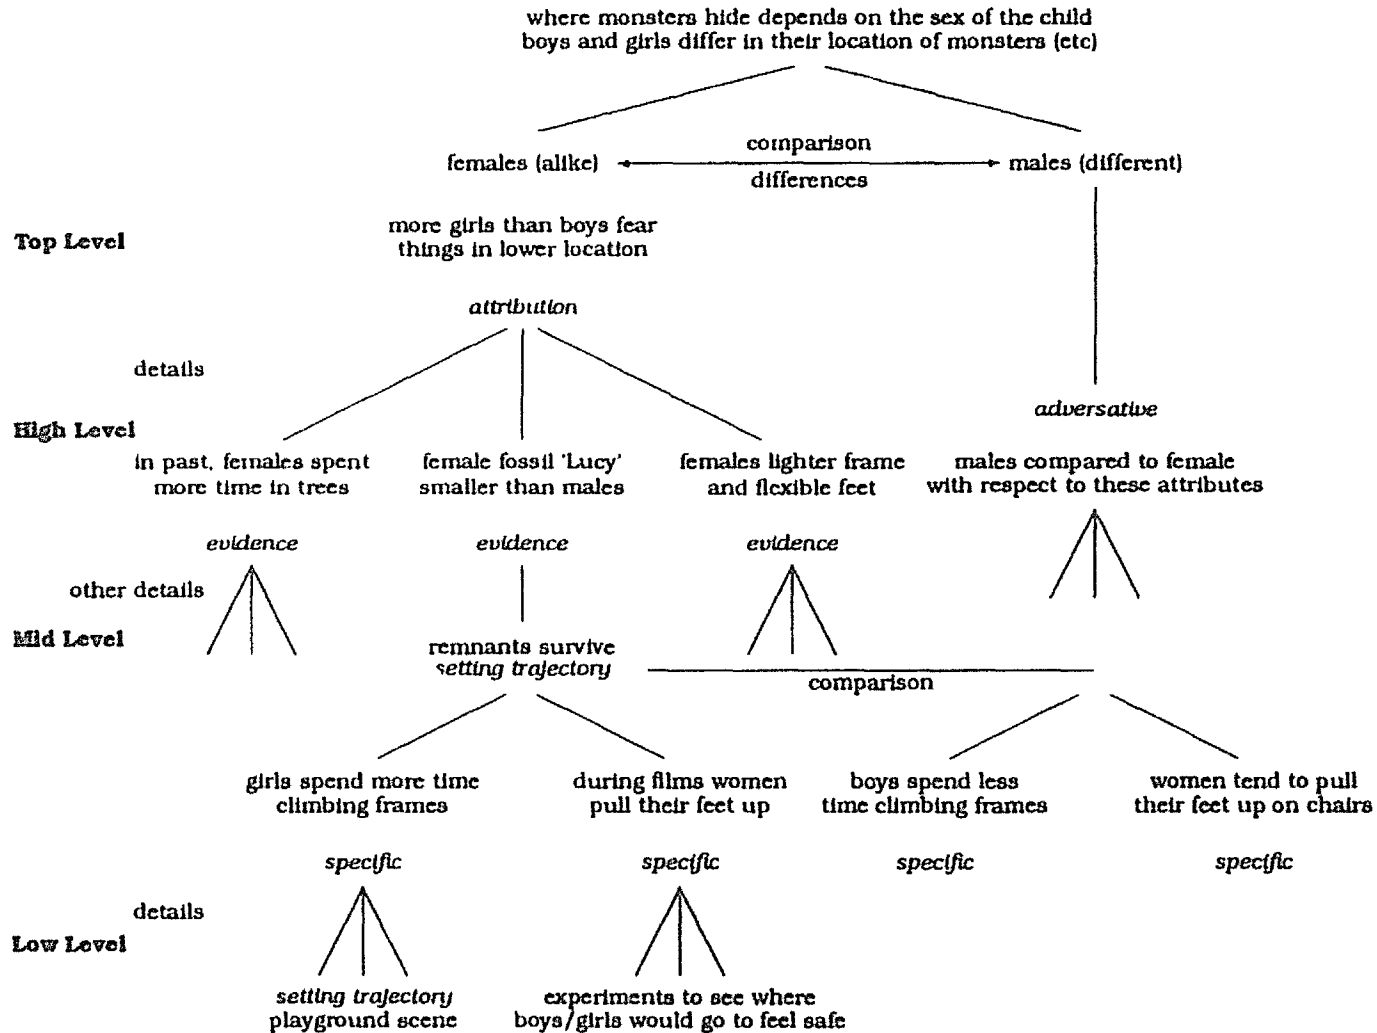 where monsters hide depends on the sex of the child
boys and girls differ in their location of monsters (etc)
comparison
females (alike)
males (different)
differences
more girls than boys fear
things in lower location
Top Level
attribution
details
adversative
High Level
in past, females spent
more time in trees
female fossil 'Lucy'
smaller than males
females lighter frame
and flexible feet
males compared to female
with respect to these attributes
evidence
evidence
evidence
other details
Mid Level
remnants survive
setting trajectory
comparison
girls spend more time
climbing frames
during films women
pull their feet up
boys spend less
time climbing frames
women tend to pull
their feet up on chairs
specific
specific
specific
specific
details
Low Level
setting trajectory
playground scene
experiments to see where
boys/girls would go to feel safe